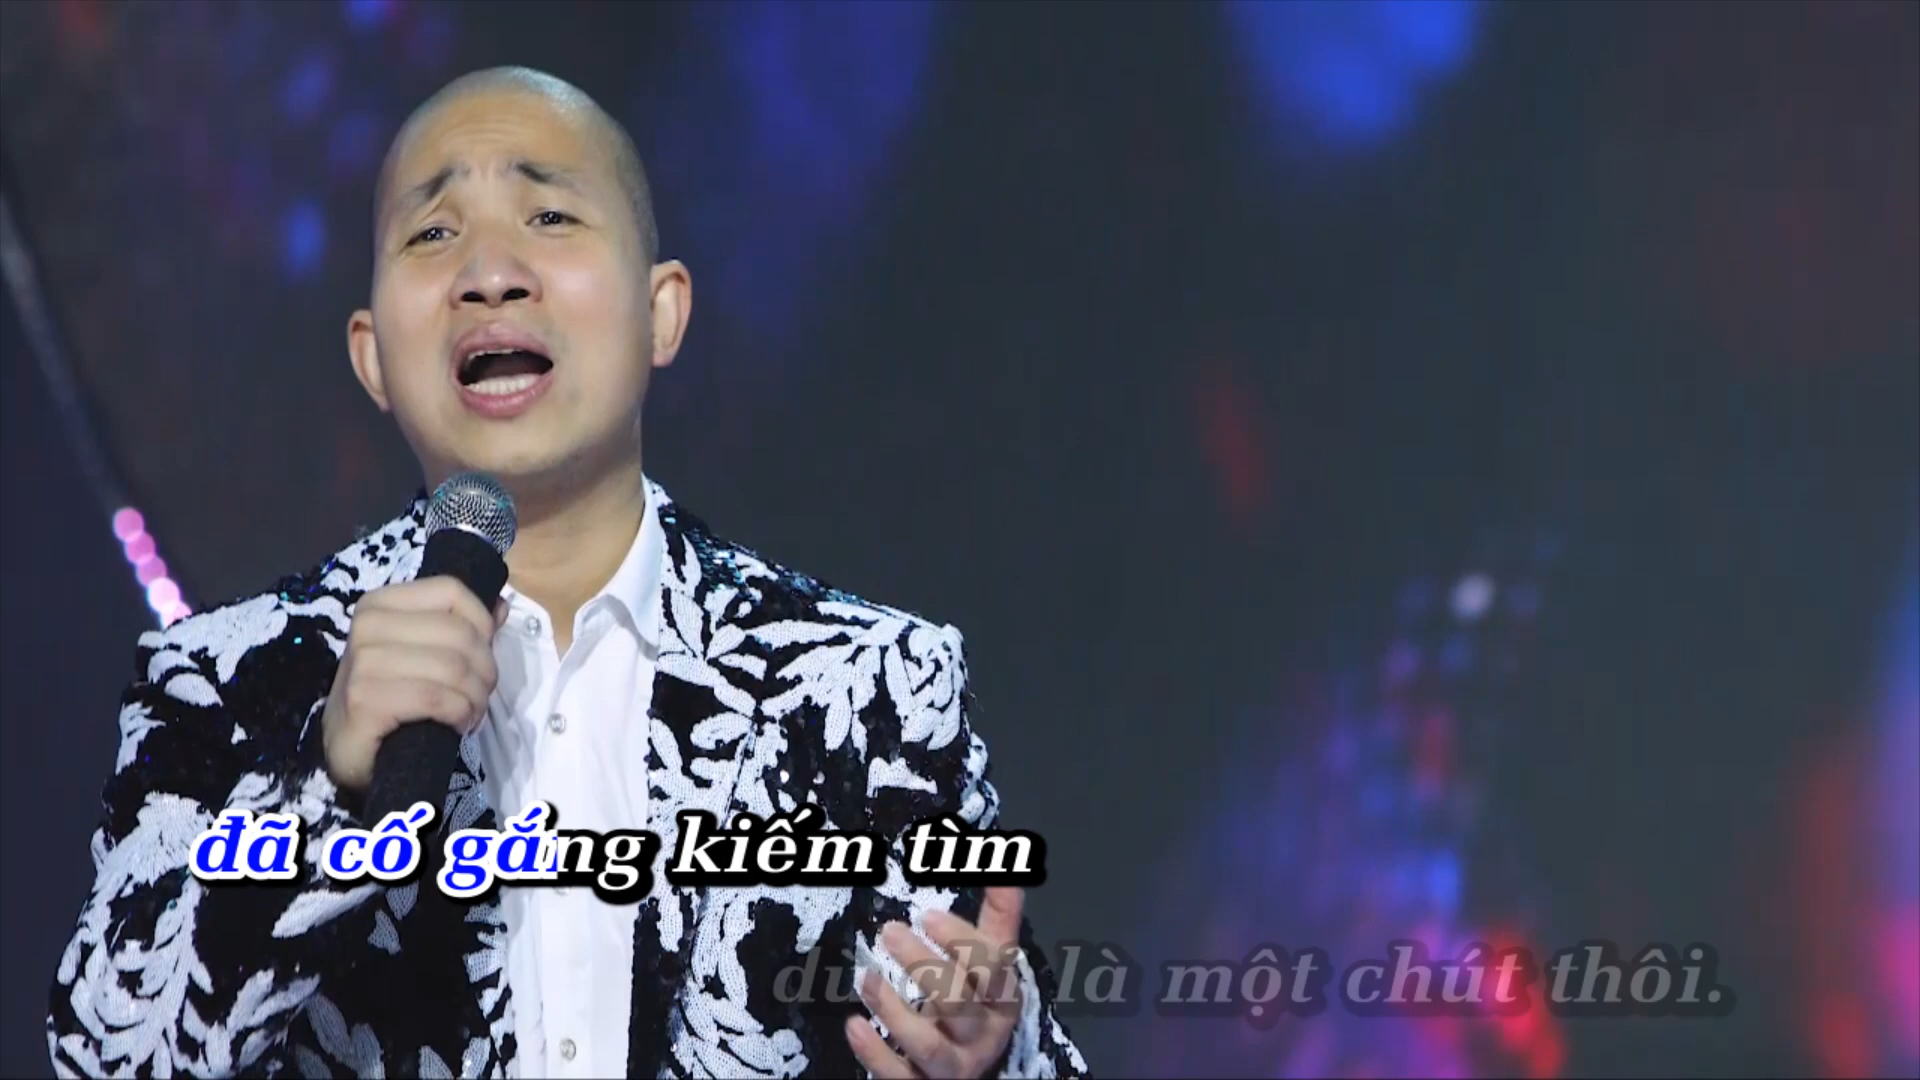 đã cố gắng kiếm tìm
dù chỉ là một chút thôi.